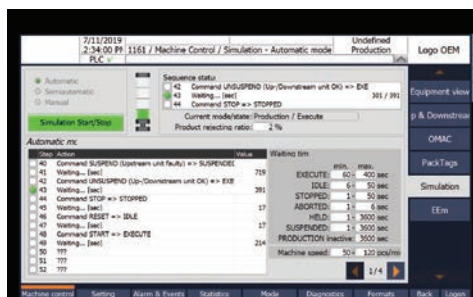 7/11/2019
2:34:00 PM
PLC
1161 / Machine Control / Simulation - Automatic mode
Undefined
Production
Logo OEM
Automatic
Semiautomatic
Manual
Simulation Start/Stop
Sequence statu
42 Command UNSUSPEND (Up-/Downstream unit OK) => EXE
43 Waiting... [sec] 301 / 391
44 Command STOP => STOPPED
Current mode/state: Production / Execute
Product rejecting ratio: 2 %
Automatic mc
Step Action Value
40 Command SUSPEND (Upstream unit faulty) => SUSPENDED
41 Waiting... [sec] 719
42 Command UNSUSPEND (Up-/Downstream unit OK) => EXE
43 Waiting... [sec] 391
44 Command STOP => STOPPED
45 Waiting... [sec] 17
46 Command RESET => IDLE
47 Waiting... [sec] 17
48 Command START => EXECUTE
49 Waiting... [sec] 214
50 ???
51 ???
52 ???
Waiting tim
min. max.
EXECUTE: 60 - 400 sec
IDLE: 6 - 50 sec
STOPPED: 1 - 50 sec
ABORTED: 1 - 6 sec
HELD: 1 - 3600 sec
SUSPENDED: 1 - 3600 sec
PRODUCTION inactive: 3600 sec
Machine speed: 50 - 120 pcs/m
1/4
Equipment view
p & Downstream
OMAC
PackTags
Simulation
EEm
Machine control Setting Alarm & Events Statistics Mode Diagnostics Formats Back Logon